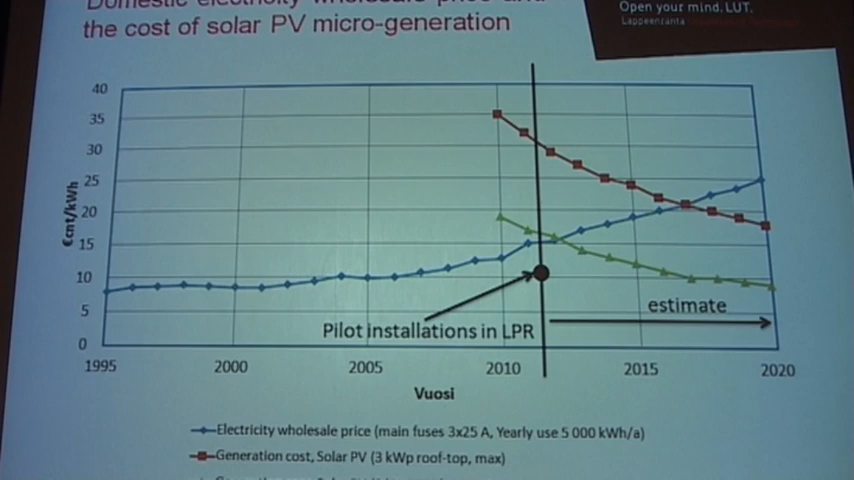 Domestic electricity wholesale price and
the cost of solar PV micro-generation
Open your mind. LUT.
Lappeenranta
40
35
30
25
20
15
10
5
0
€cnt/kWh
estimate
Pilot installations in LPR
1995
2000
2005
2010
2015
2020
Vuosi
Electricity wholesale price (main fuses 3x25 A, Yearly use 5 000 kWh/a)
Generation cost, Solar PV (3 kWp roof-top, max)